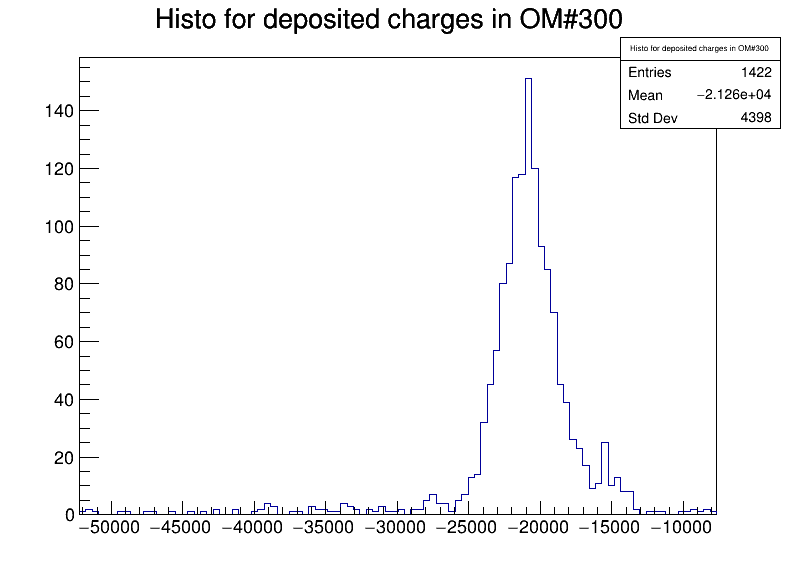 Histo for deposited charges in OM#300
Histo for deposited charges in OM#300
Entries 1422
Mean −2.126e+04
Std Dev 4398
140
120
100
80
60
40
20
0
−50000 −45000 −40000 −35000 −30000 −25000 −20000 −15000 −10000